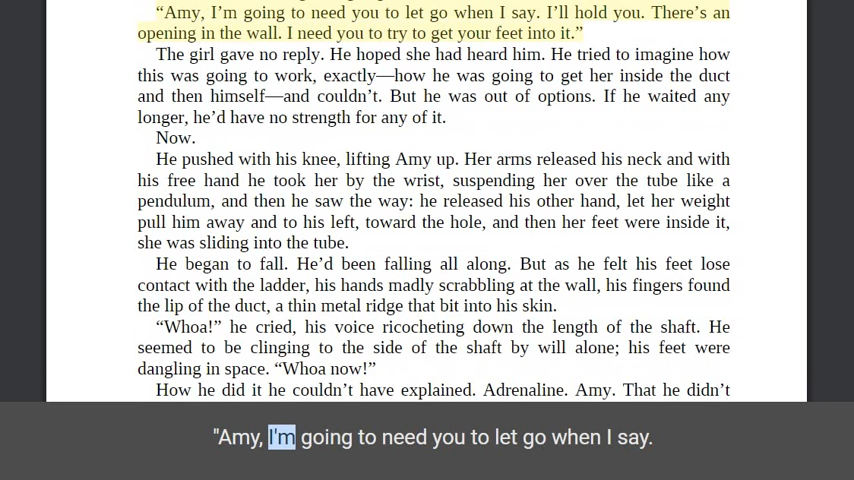 “Amy, I’m going to need you to let go when I say. I’ll hold you. There’s an
opening in the wall. I need you to try to get your feet into it.”
The girl gave no reply. He hoped she had heard him. He tried to imagine how
this was going to work, exactly—how he was going to get her inside the duct
and then himself—and couldn’t. But he was out of options. If he waited any
longer, he’d have no strength for any of it.
Now.
He pushed with his knee, lifting Amy up. Her arms released his neck and with
his free hand he took her by the wrist, suspending her over the tube like a
pendulum, and then he saw the way: he released his other hand, let her weight
pull him away and to his left, toward the hole, and then her feet were inside it,
she was sliding into the tube.
He began to fall. He’d been falling all along. But as he felt his feet lose
contact with the ladder, his hands madly scrabbling at the wall, his fingers found
the lip of the duct, a thin metal ridge that bit into his skin.
“Whoa!” he cried, his voice ricocheting down the length of the shaft. He
seemed to be clinging to the side of the shaft by will alone; his feet were
dangling in space. “Whoa now!”
How he did it he couldn’t have explained. Adrenaline. Amy. That he didn’t
"Amy, I'm going to need you to let go when I say.